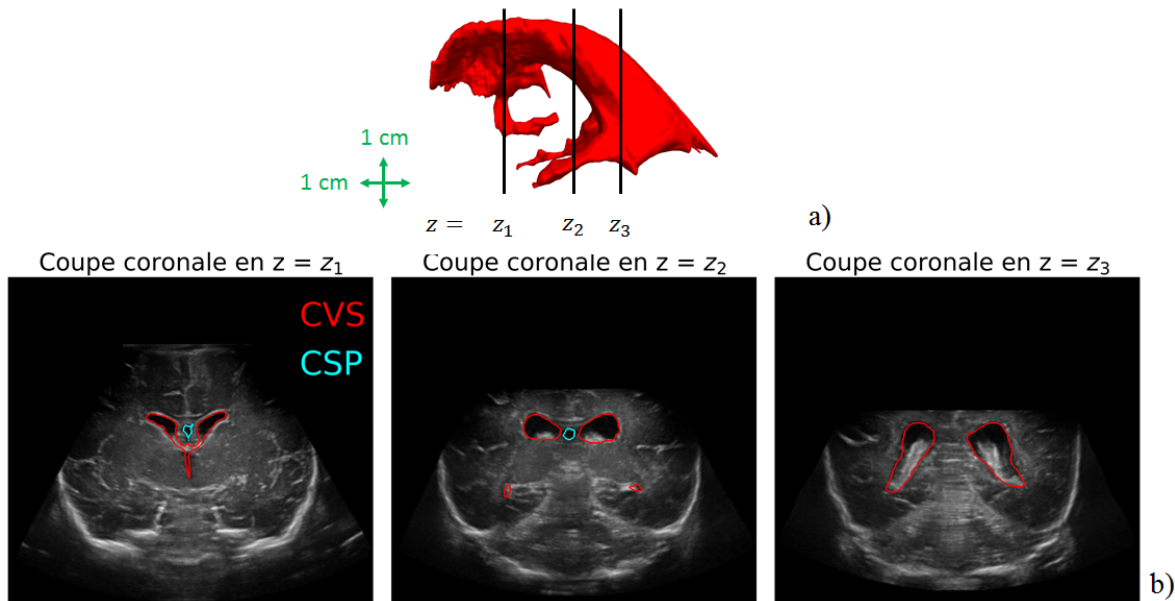 1 cm
1 cm
z = z₁ z₂ z₃
a)
Coupe coronale en z = z₁
Coupe coronale en z = z₂
Coupe coronale en z = z₃
CVS
CSP
b)